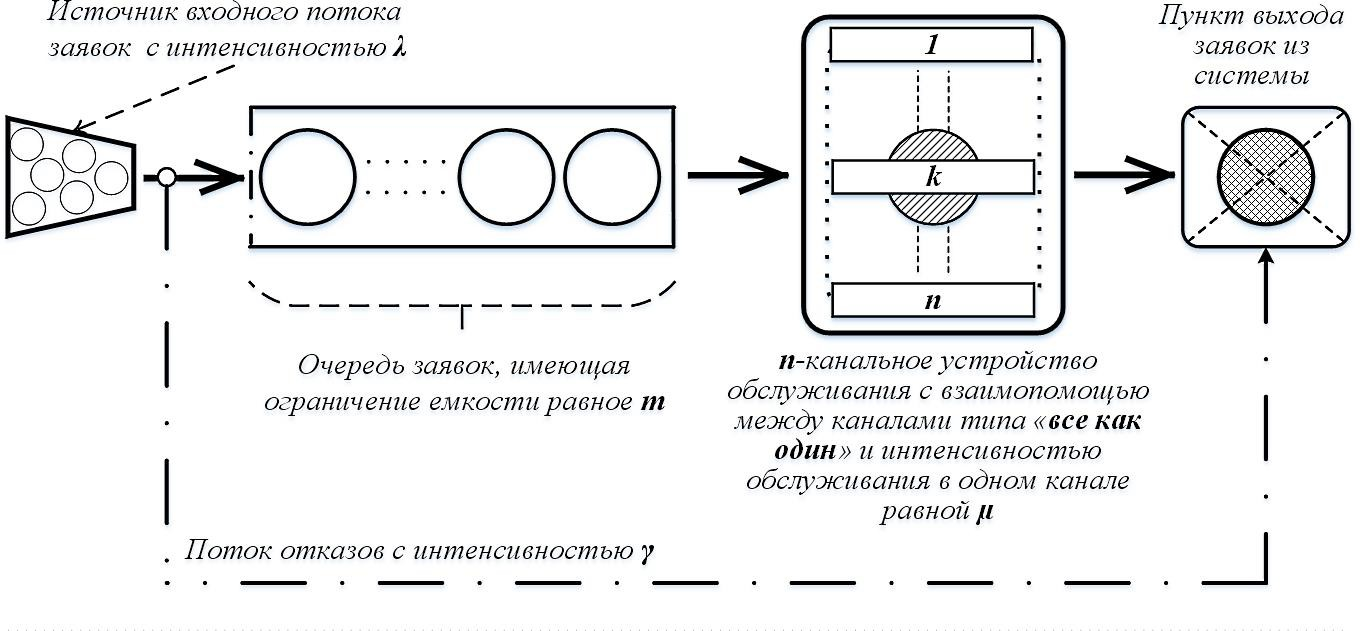 Источник входного потока
заявок с интенсивностью λ
Пункт выхода
заявок из
системы
1
k
n
Очередь заявок, имеющая
ограничение емкости равное m
n-канальное устройство
обслуживания с взаимопомощью
между каналами типа «все как
один» и интенсивностью
обслуживания в одном канале
равной μ
Поток отказов с интенсивностью γ